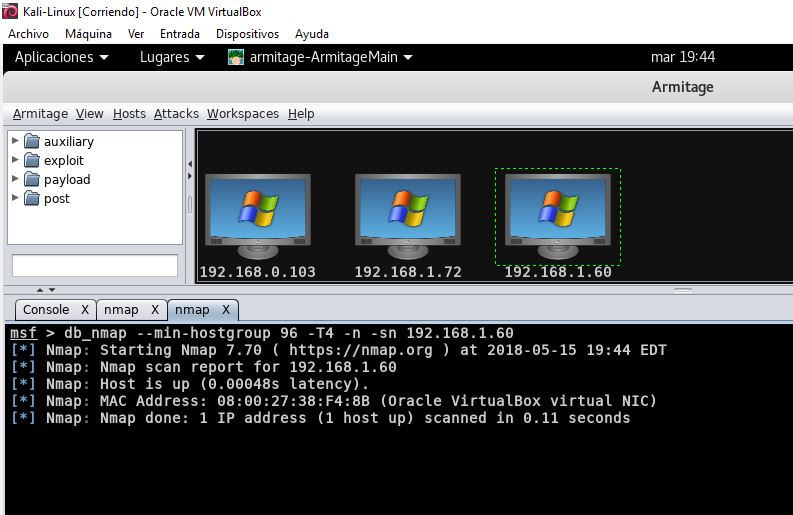 Kali-Linux [Corriendo] - Oracle VM VirtualBox
Archivo Máquina Ver Entrada Dispositivos Ayuda
Aplicaciones Lugares armitage-ArmitageMain mar 19:44
Armitage
Armitage View Hosts Attacks Workspaces Help
auxiliary
exploit
payload
post
192.168.0.103 192.168.1.72 192.168.1.60
Console X nmap X nmap X
msf > db_nmap --min-hostgroup 96 -T4 -n -sn 192.168.1.60
[*] Nmap: Starting Nmap 7.70 ( https://nmap.org ) at 2018-05-15 19:44 EDT
[*] Nmap: Nmap scan report for 192.168.1.60
[*] Nmap: Host is up (0.00048s latency).
[*] Nmap: MAC Address: 08:00:27:38:F4:8B (Oracle VirtualBox virtual NIC)
[*] Nmap: Nmap done: 1 IP address (1 host up) scanned in 0.11 seconds